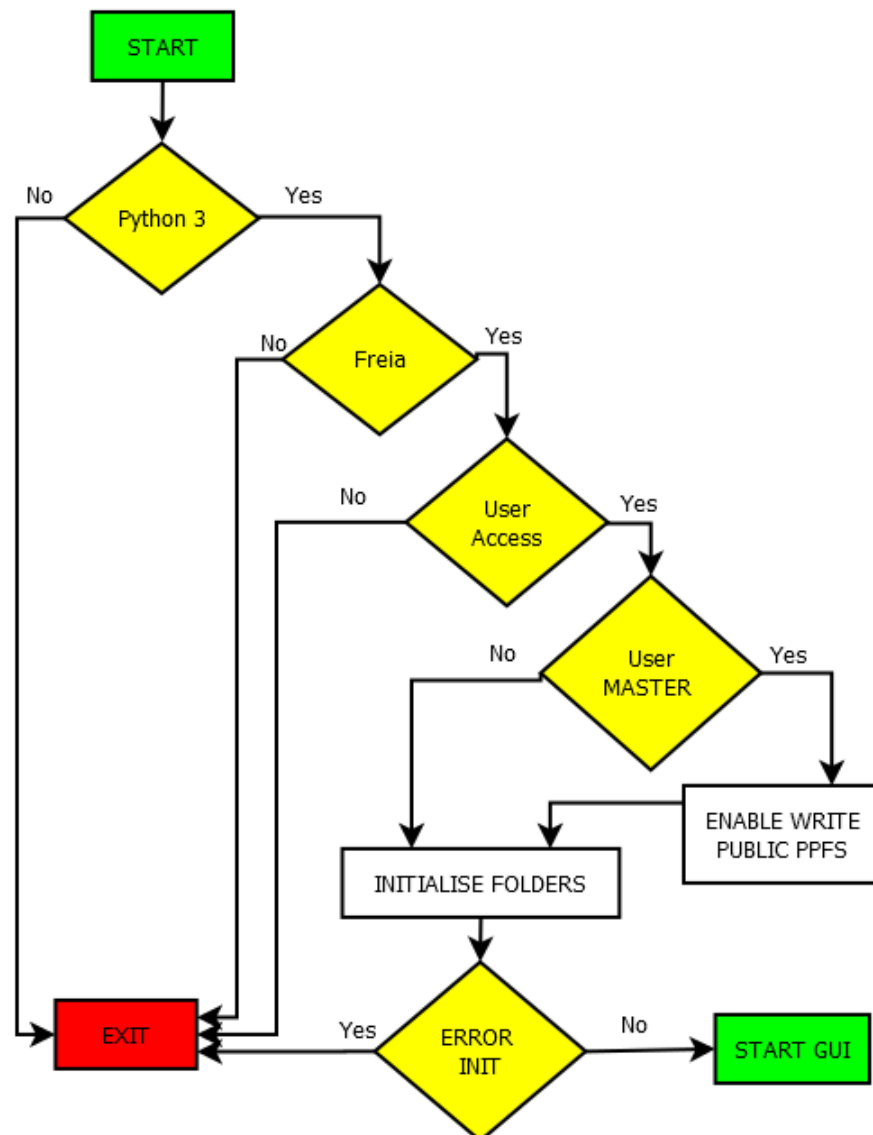 START
No
Yes
Python 3
No
Yes
Freia
No
Yes
User
Access
No
Yes
User
MASTER
ENABLE WRITE
PUBLIC PPFS
INITIALISE FOLDERS
EXIT
Yes
ERROR
INIT
No
START GUI